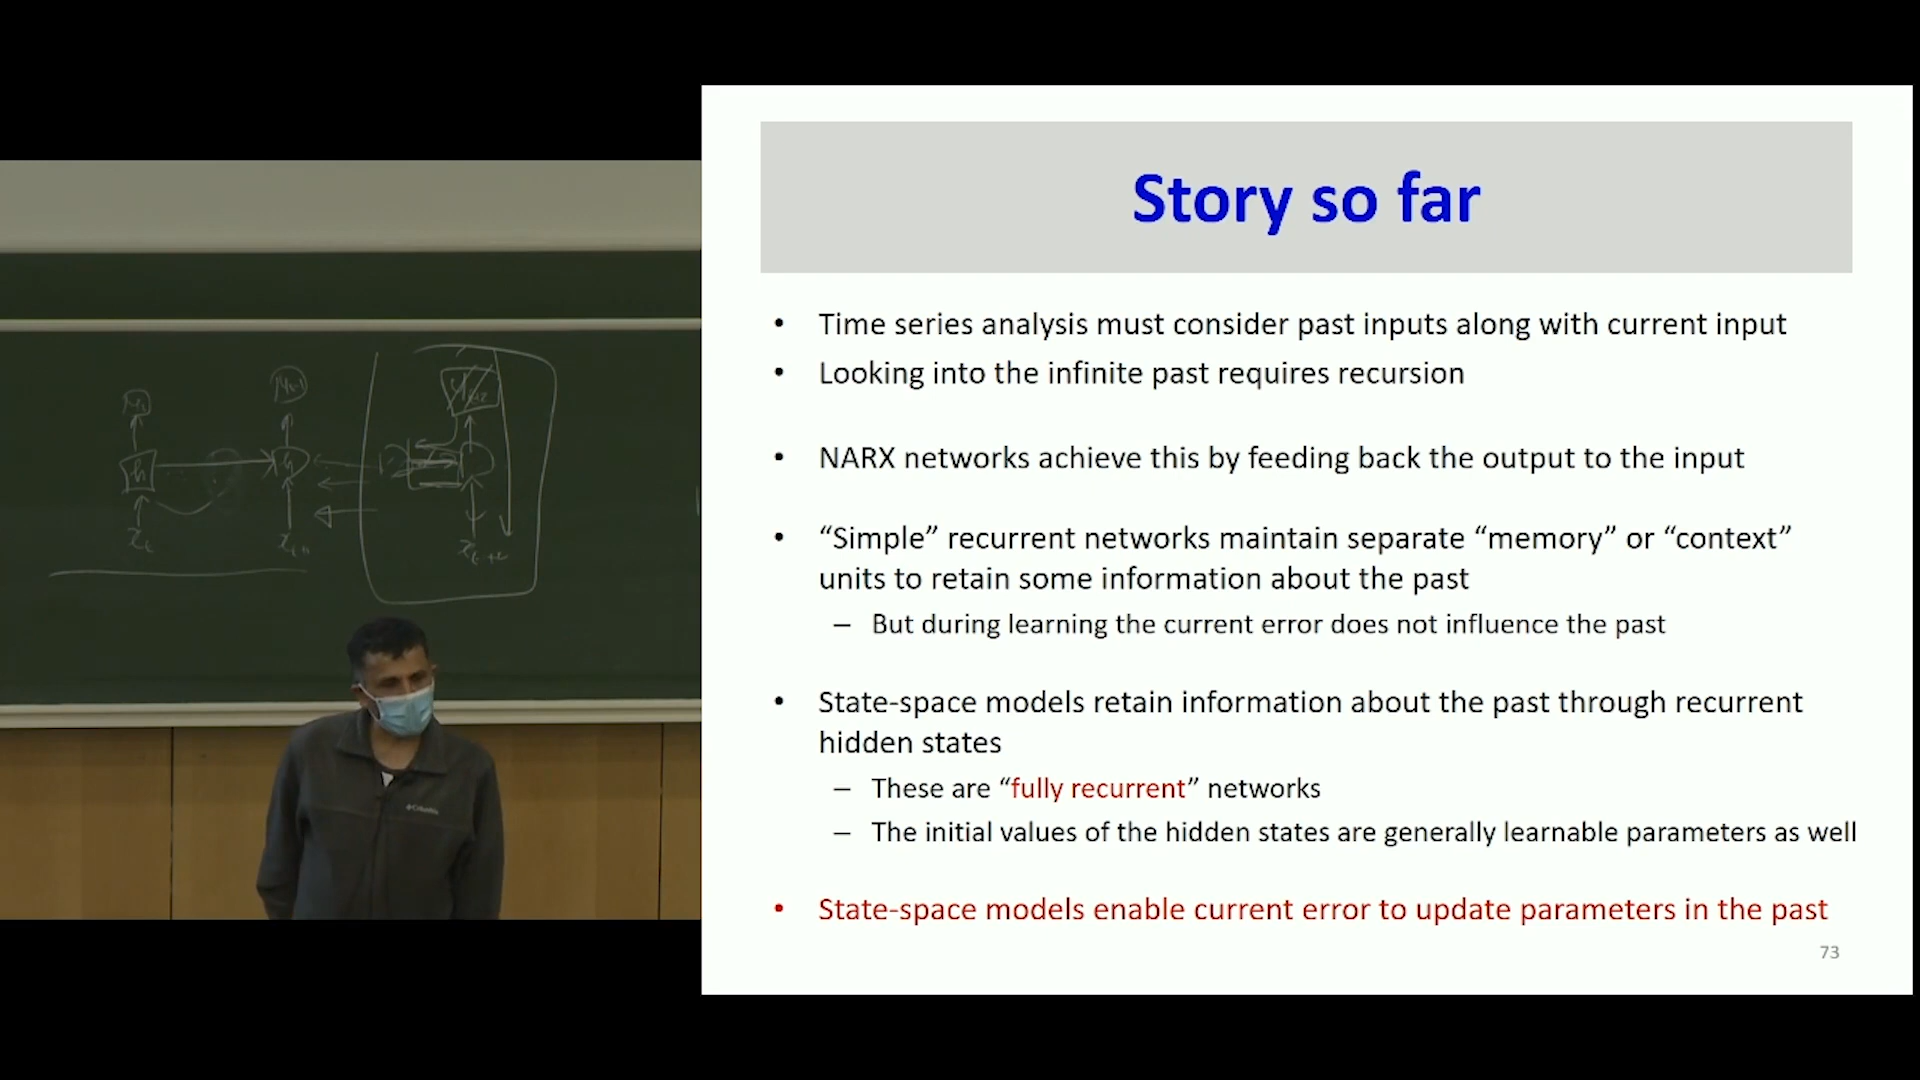 Story so far
• Time series analysis must consider past inputs along with current input
• Looking into the infinite past requires recursion
• NARX networks achieve this by feeding back the output to the input
• “Simple” recurrent networks maintain separate “memory” or “context”
units to retain some information about the past
– But during learning the current error does not influence the past
• State-space models retain information about the past through recurrent
hidden states
– These are “fully recurrent” networks
– The initial values of the hidden states are generally learnable parameters as well
• State-space models enable current error to update parameters in the past
73
h
Columbia